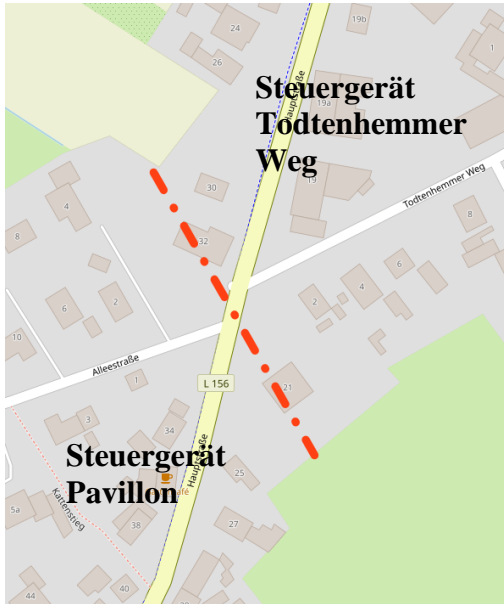 24
19b
1
26
Steuergerät
Hauptstraße
19a
Todtenhemmer
Weg
19
Todtenhemmer Weg
30
4
8
8
32
6
4
2
2
6
10
Alleestraße
1
L 156
21
3
34
Steuergerät
Hauptstraße
25
Pavillon
Kattenstieg
5a
38
27
40
44